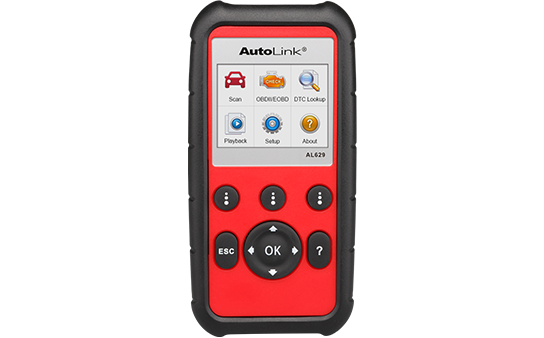 AutoLink®
CHECK
Scan OBDII/EOBD DTC Lookup
Playback Setup ? About
AL629
ESC OK ?